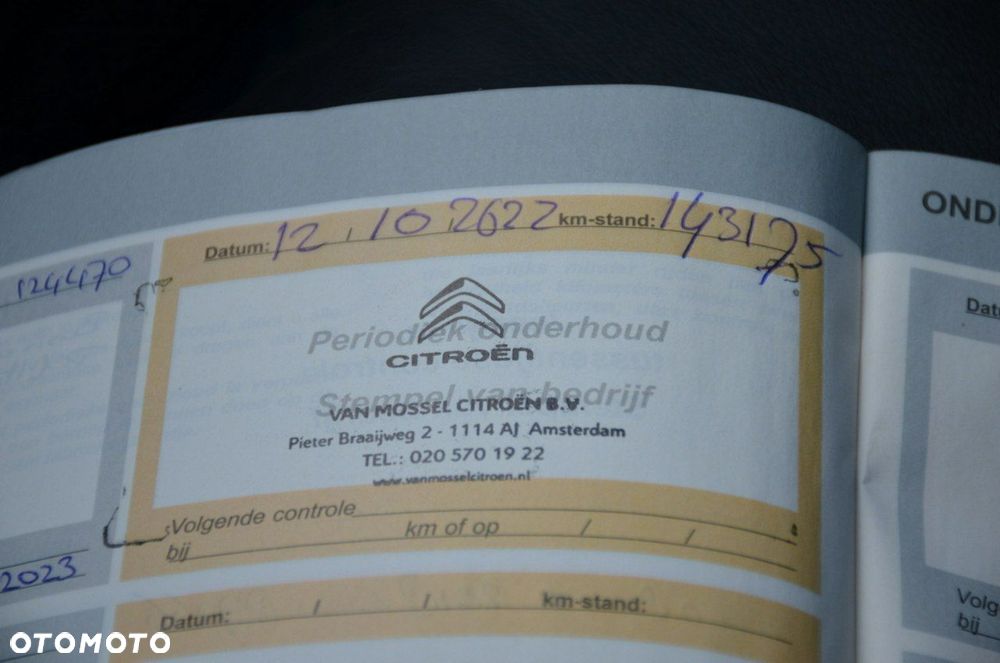 OND
Datum: 12 / 10 / 2622 km-stand: 143175
124470
Periodiek onderhoud
CITROËN
Stempel van bedrijf
VAN MOSSEL CITROËN B.V.
Pieter Braaijweg 2 - 1114 AJ Amsterdam
TEL.: 020 570 19 22
www.vanmosselcitroen.nl
Volgende controle
bij km of op / /
2023
Datum: / / km-stand:
Dat
Volg
bij
OTOMOTO